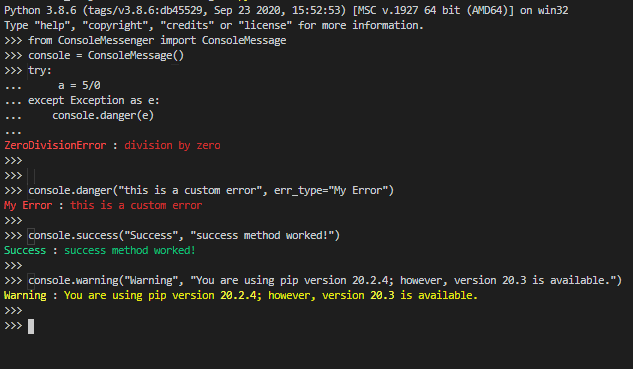 Python 3.8.6 (tags/v3.8.6:db45529, Sep 23 2020, 15:52:53) [MSC v.1927 64 bit (AMD64)] on win32
Type "help", "copyright", "credits" or "license" for more information.
>>> from ConsoleMessenger import ConsoleMessage
>>> console = ConsoleMessage()
>>> try:
...     a = 5/0
... except Exception as e:
...     console.danger(e)
...
ZeroDivisionError : division by zero
>>>
>>>
>>> console.danger("this is a custom error", err_type="My Error")
My Error : this is a custom error
>>>
>>> console.success("Success", "success method worked!")
Success : success method worked!
>>>
>>> console.warning("Warning", "You are using pip version 20.2.4; however, version 20.3 is available.")
Warning : You are using pip version 20.2.4; however, version 20.3 is available.
>>>
>>>